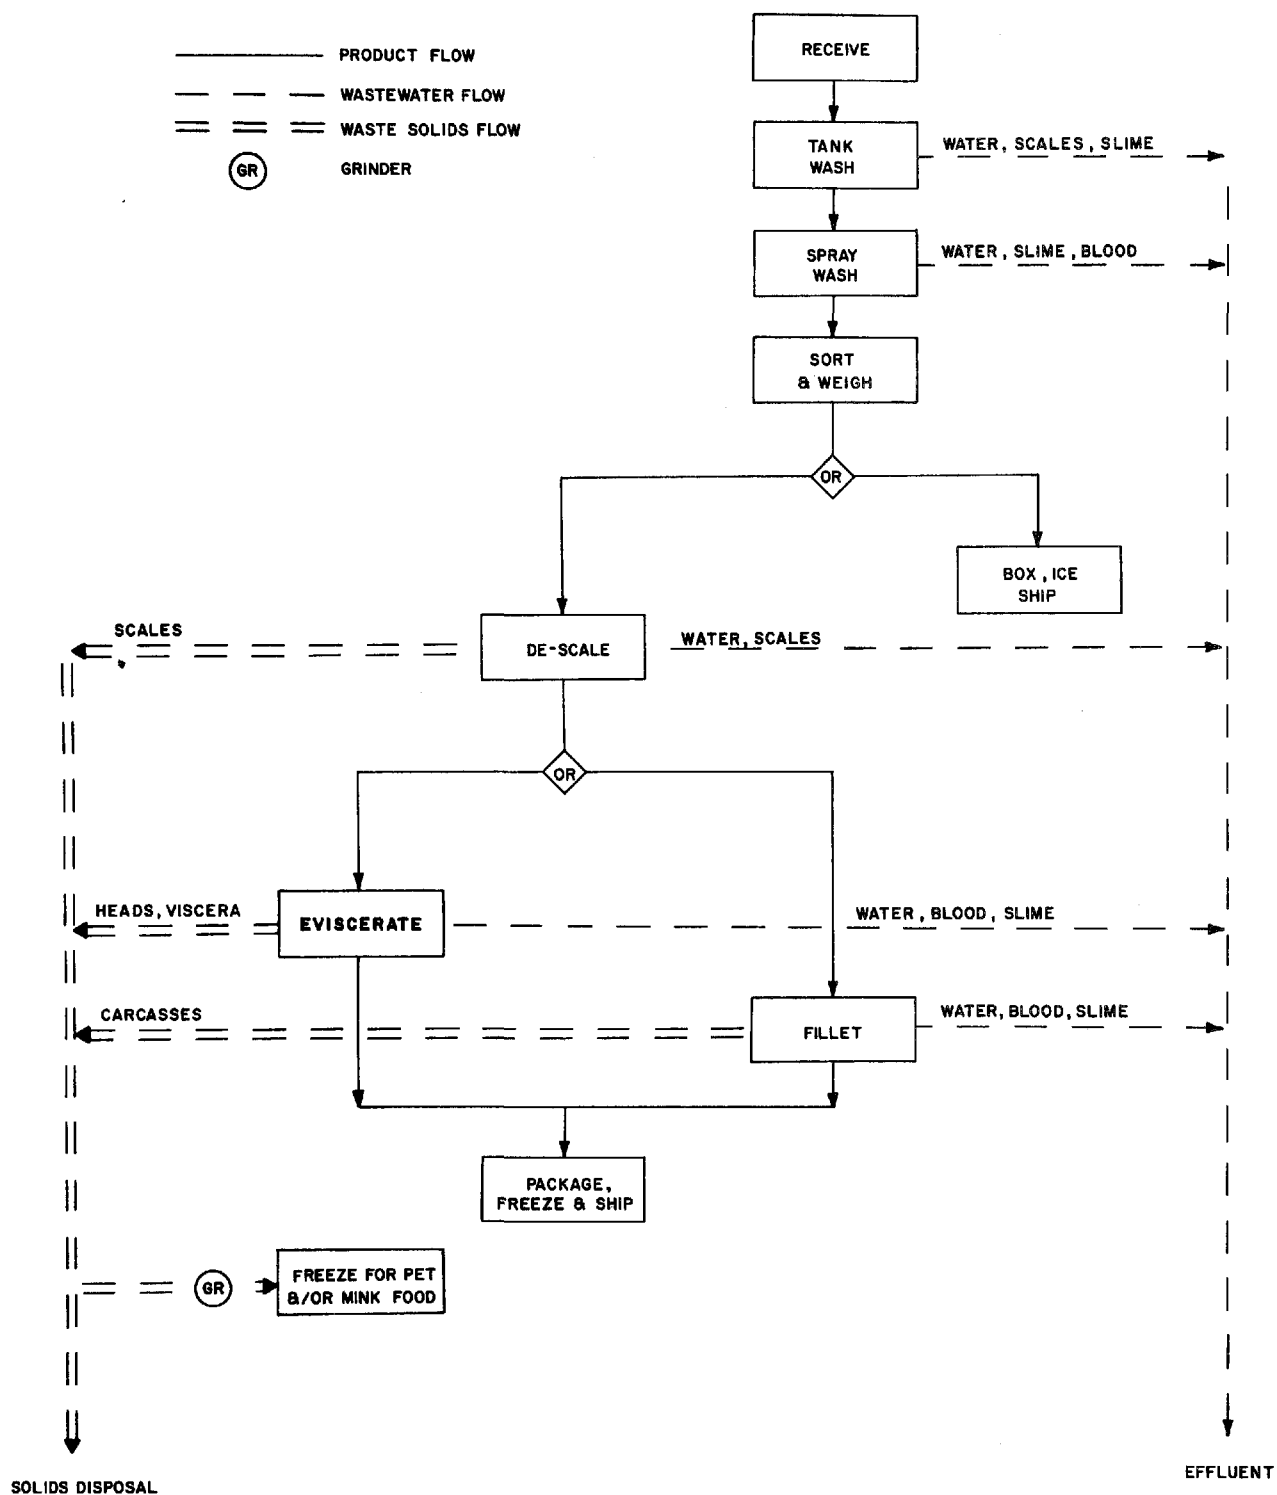 PRODUCT FLOW
WASTEWATER FLOW
WASTE SOLIDS FLOW
GR
GRINDER
RECEIVE
TANK
WASH
WATER, SCALES, SLIME
SPRAY
WASH
WATER, SLIME, BLOOD
SORT
& WEIGH
OR
BOX, ICE
SHIP
SCALES
DE-SCALE
WATER, SCALES
OR
HEADS, VISCERA
EVISCERATE
WATER, BLOOD, SLIME
CARCASSES
FILLET
WATER, BLOOD, SLIME
PACKAGE,
FREEZE & SHIP
GR
FREEZE FOR PET
&/OR MINK FOOD
SOLIDS DISPOSAL
EFFLUENT